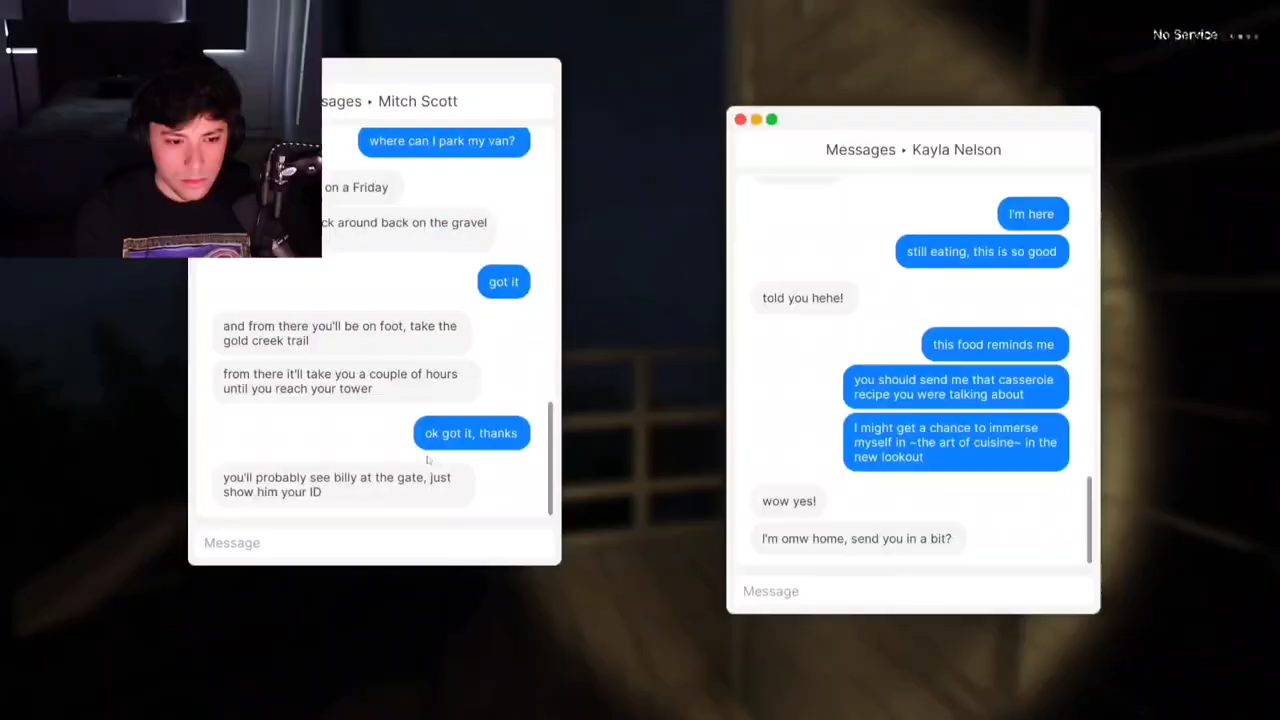 No Service
sages ▸ Mitch Scott
where can I park my van?
on a Friday
ck around back on the gravel
got it
and from there you'll be on foot, take the
gold creek trail
from there it'll take you a couple of hours
until you reach your tower
ok got it, thanks
you'll probably see billy at the gate, just
show him your ID
Message
Messages ▸ Kayla Nelson
I'm here
still eating, this is so good
told you hehe!
this food reminds me
you should send me that casserole
recipe you were talking about
I might get a chance to immerse
myself in ~the art of cuisine~ in the
new lookout
wow yes!
I'm omw home, send you in a bit?
Message